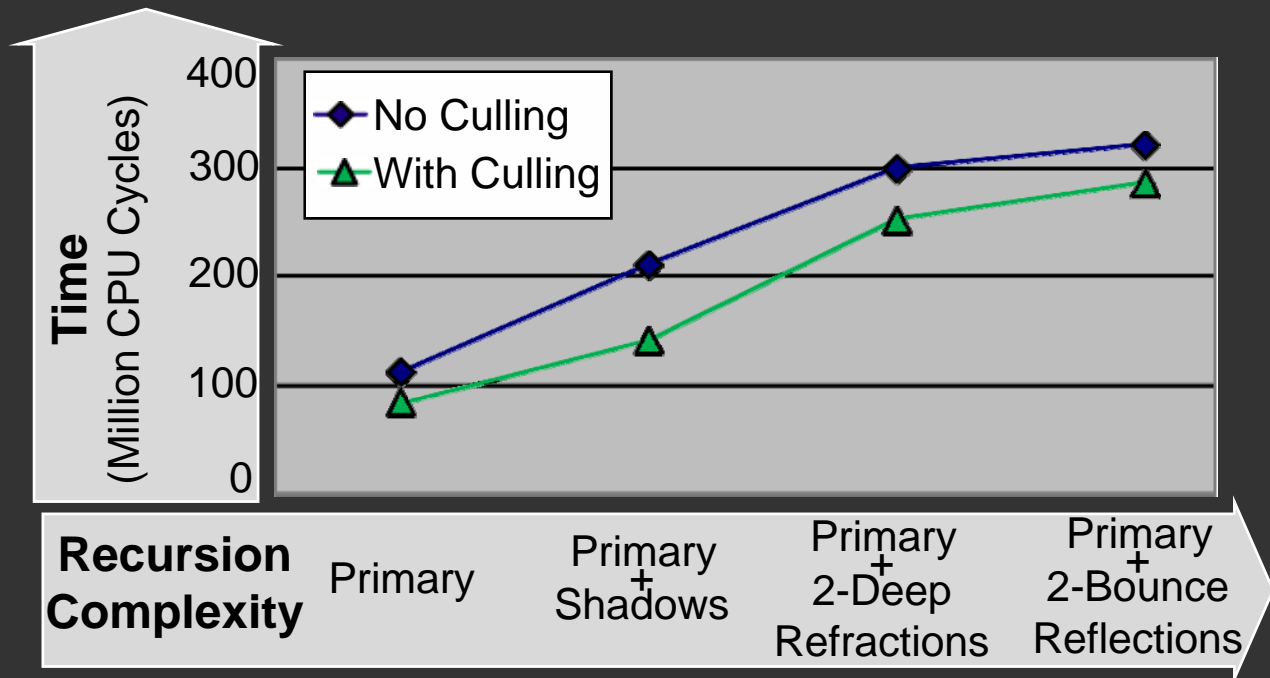 Time
(Million CPU Cycles)
400
300
200
100
0
No Culling
With Culling
Recursion
Complexity
Primary
Primary
+
Shadows
Primary
+
2-Deep
Refractions
Primary
+
2-Bounce
Reflections